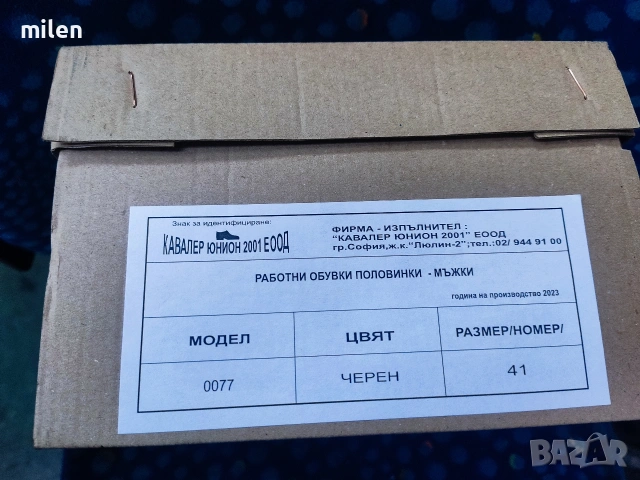 milen
Знак за идентифициране:
КАВАЛЕР ЮНИОН 2001 ЕООД
ФИРМА - ИЗПЪЛНИТЕЛ :
"КАВАЛЕР ЮНИОН 2001" ЕООД
гр.София,ж.к."Люлин-2";тел.:02/ 944 91 00
РАБОТНИ ОБУВКИ ПОЛОВИНКИ - МЪЖКИ
година на производство 2023
МОДЕЛ ЦВЯТ РАЗМЕР/НОМЕР/
0077 ЧЕРЕН 41
BAZAR